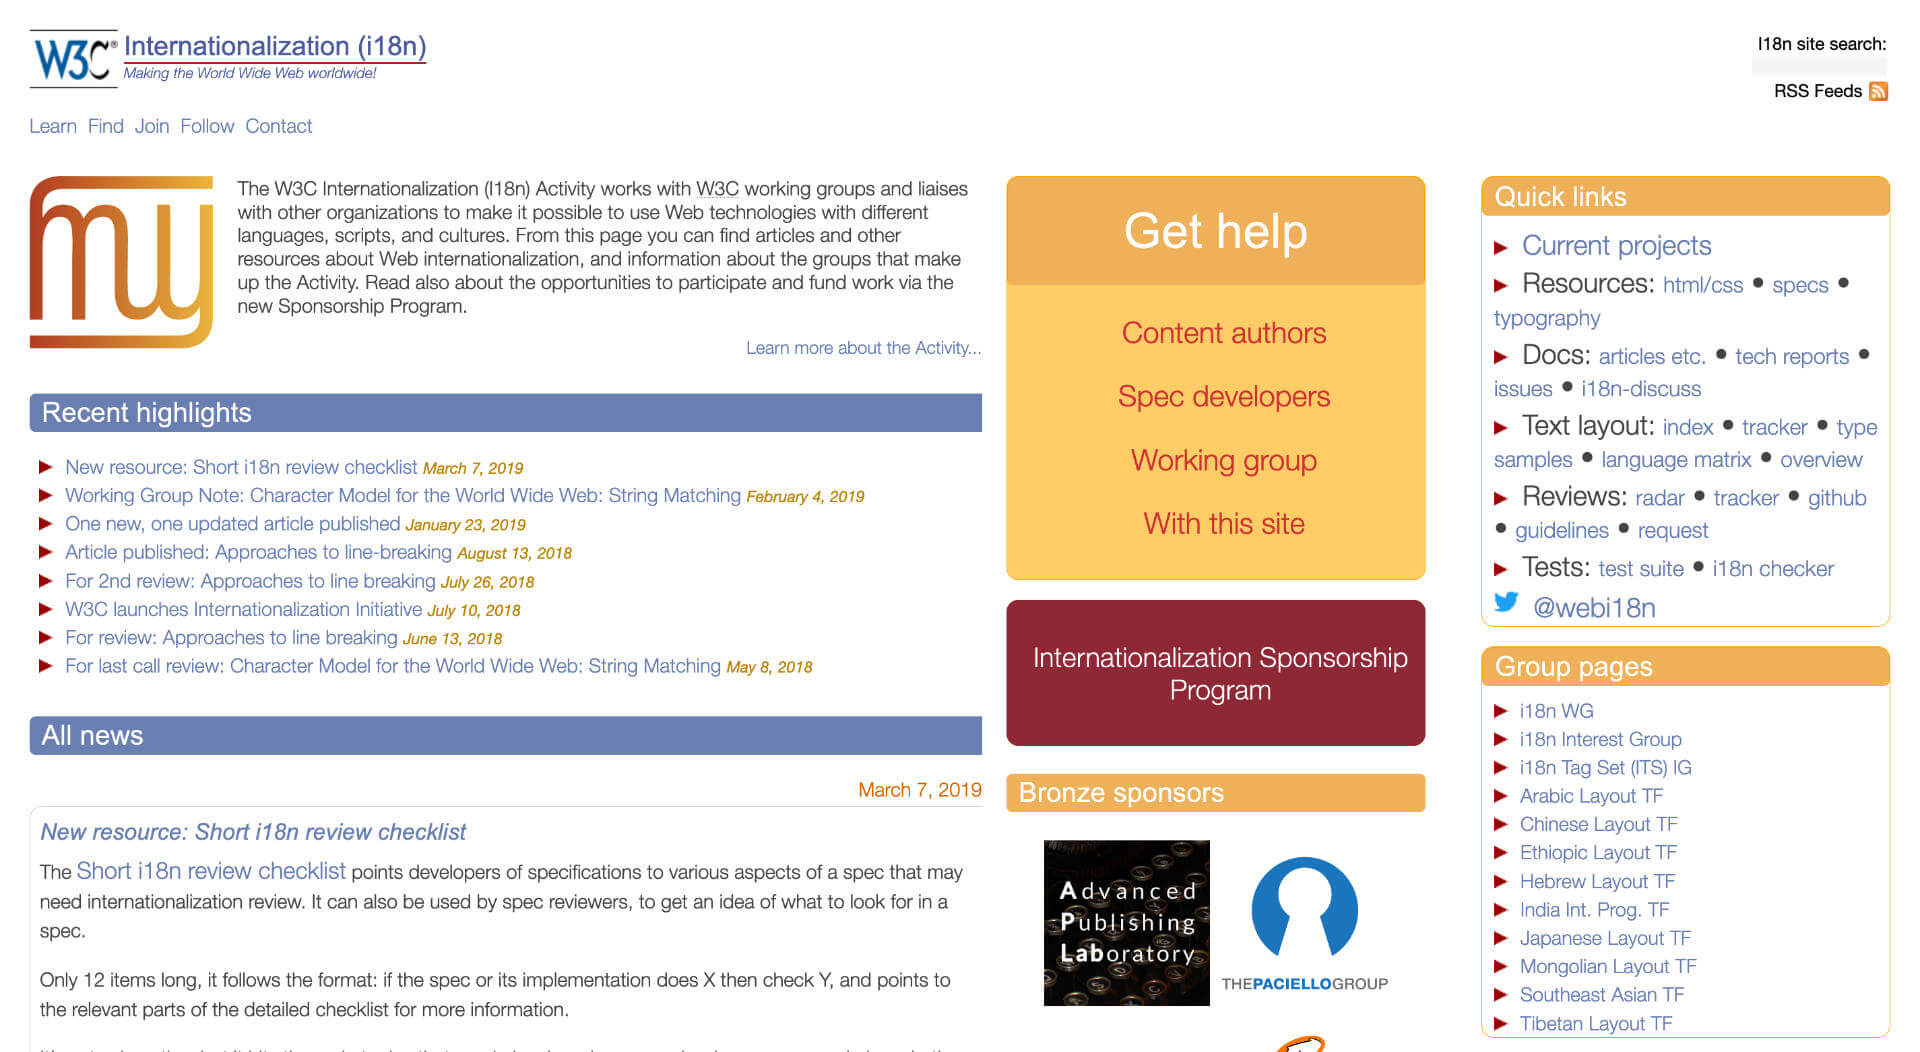 W3C® Internationalization (i18n)
Making the World Wide Web worldwide!
I18n site search:
RSS Feeds
Learn Find Join Follow Contact
The W3C Internationalization (I18n) Activity works with W3C working groups and liaises
with other organizations to make it possible to use Web technologies with different
languages, scripts, and cultures. From this page you can find articles and other
resources about Web internationalization, and information about the groups that make
up the Activity. Read also about the opportunities to participate and fund work via the
new Sponsorship Program.
Learn more about the Activity...
Recent highlights
► New resource: Short i18n review checklist March 7, 2019
► Working Group Note: Character Model for the World Wide Web: String Matching February 4, 2019
► One new, one updated article published January 23, 2019
► Article published: Approaches to line-breaking August 13, 2018
► For 2nd review: Approaches to line breaking July 26, 2018
► W3C launches Internationalization Initiative July 10, 2018
► For review: Approaches to line breaking June 13, 2018
► For last call review: Character Model for the World Wide Web: String Matching May 8, 2018
All news
March 7, 2019
New resource: Short i18n review checklist
The Short i18n review checklist points developers of specifications to various aspects of a spec that may
need internationalization review. It can also be used by spec reviewers, to get an idea of what to look for in a
spec.
Only 12 items long, it follows the format: if the spec or its implementation does X then check Y, and points to
the relevant parts of the detailed checklist for more information.
Get help
Content authors
Spec developers
Working group
With this site
Internationalization Sponsorship
Program
Bronze sponsors
Advanced
Publishing
Laboratory
THEPACIELLOGROUP
Quick links
► Current projects
► Resources: html/css • specs •
typography
► Docs: articles etc. • tech reports •
issues • i18n-discuss
► Text layout: index • tracker • type
samples • language matrix • overview
► Reviews: radar • tracker • github
• guidelines • request
► Tests: test suite • i18n checker
@webi18n
Group pages
► i18n WG
► i18n Interest Group
► i18n Tag Set (ITS) IG
► Arabic Layout TF
► Chinese Layout TF
► Ethiopic Layout TF
► Hebrew Layout TF
► India Int. Prog. TF
► Japanese Layout TF
► Mongolian Layout TF
► Southeast Asian TF
► Tibetan Layout TF